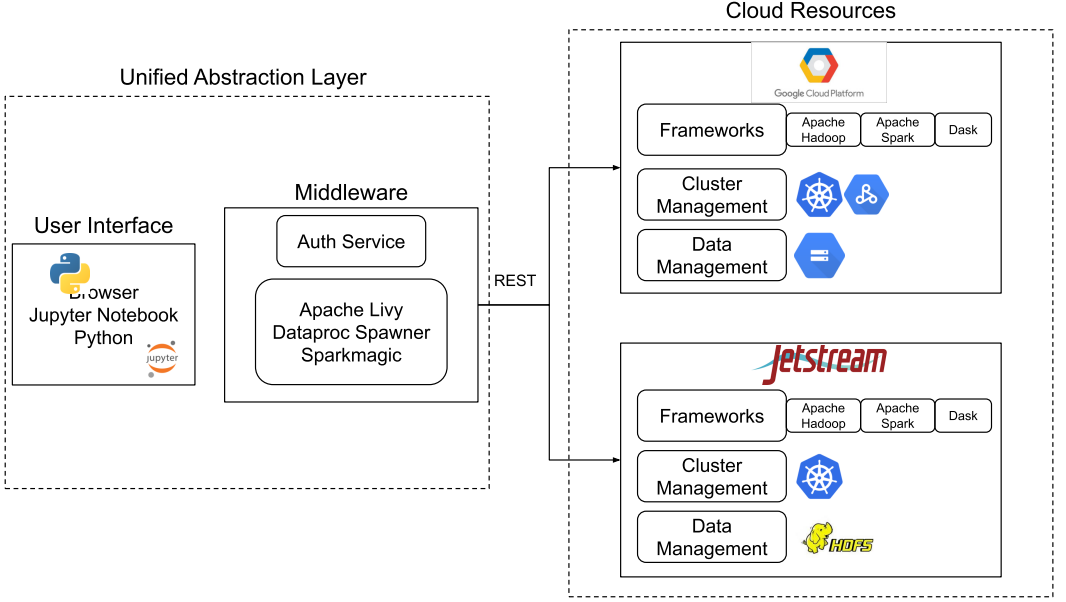 Cloud Resources
Unified Abstraction Layer
Google Cloud Platform
Frameworks
Apache
Hadoop
Apache
Spark
Dask
Cluster
Management
Data
Management
Middleware
Auth Service
Apache Livy
Dataproc Spawner
Sparkmagic
User Interface
Browser
Jupyter Notebook
Python
jupyter
REST
Jetstream
Frameworks
Apache
Hadoop
Apache
Spark
Dask
Cluster
Management
Data
Management
HDFS